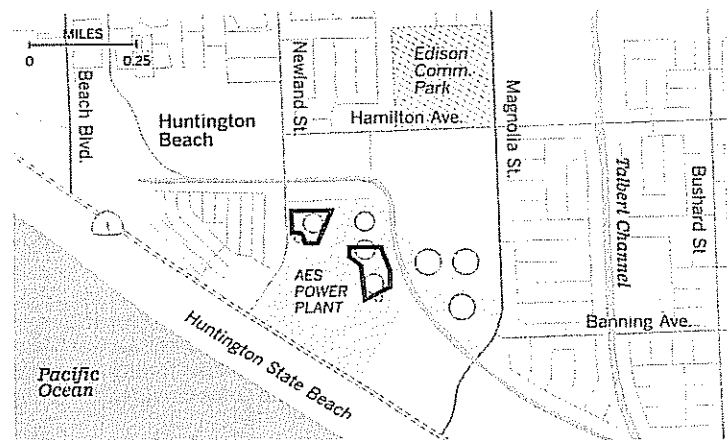 MILES
0 0.25
Beach Blvd.
Huntington
Beach
Newland St.
Edison
Comm.
Park
Hamilton Ave.
Magnolia St.
Talbert Channel
Bushard St.
1
AES
POWER
PLANT
Banning Ave.
Huntington State Beach
Pacific
Ocean